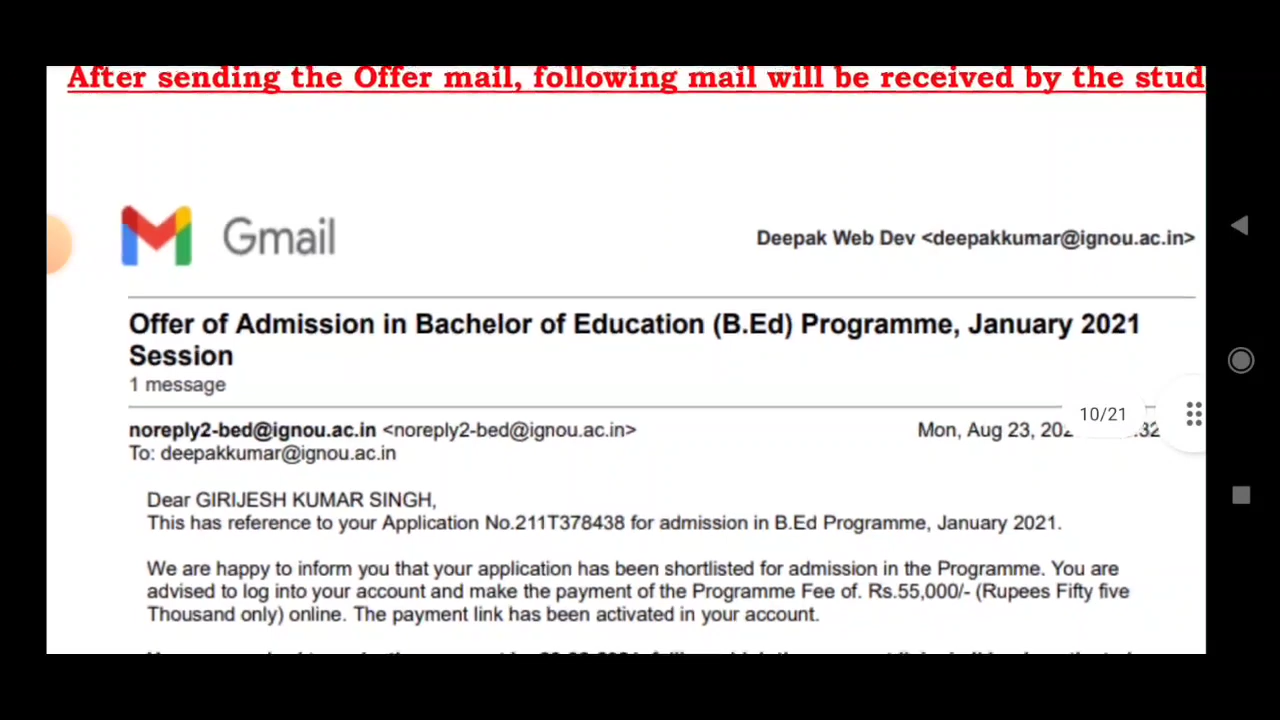 After sending the Offer mail, following mail will be received by the stud
Gmail
Deepak Web Dev <deepakkumar@ignou.ac.in>
Offer of Admission in Bachelor of Education (B.Ed) Programme, January 2021
Session
1 message
noreply2-bed@ignou.ac.in <noreply2-bed@ignou.ac.in>
Mon, Aug 23, 202
10/21
To: deepakkumar@ignou.ac.in
Dear GIRIJESH KUMAR SINGH,
This has reference to your Application No.211T378438 for admission in B.Ed Programme, January 2021.
We are happy to inform you that your application has been shortlisted for admission in the Programme. You are
advised to log into your account and make the payment of the Programme Fee of. Rs.55,000/- (Rupees Fifty five
Thousand only) online. The payment link has been activated in your account.